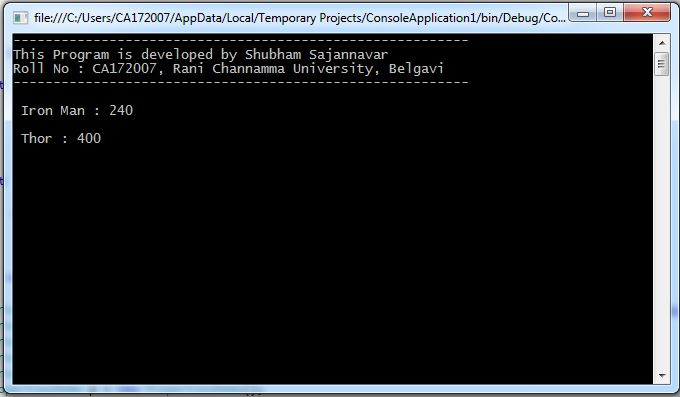 file:///C:/Users/CA172007/AppData/Local/Temporary Projects/ConsoleApplication1/bin/Debug/Co...
---------------------------------------------------------
This Program is developed by Shubham Sajannavar
Roll No : CA172007, Rani Channamma University, Belgavi
---------------------------------------------------------
Iron Man : 240
Thor : 400